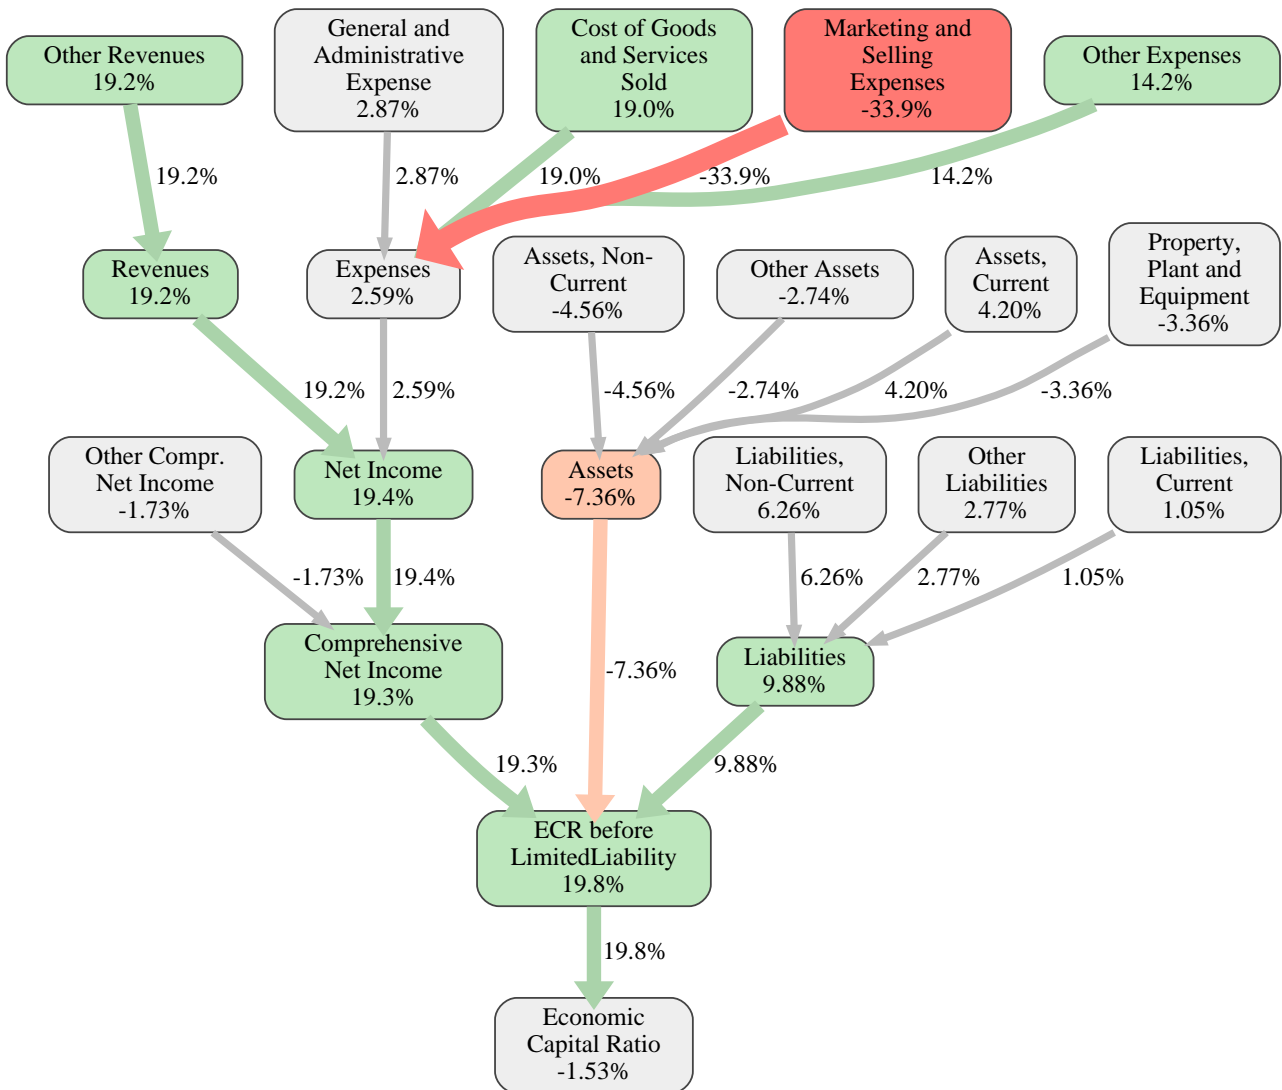 Other Revenues
19.2%
General and
Administrative
Expense
2.87%
Cost of Goods
and Services
Sold
19.0%
Marketing and
Selling
Expenses
-33.9%
Other Expenses
14.2%
19.2%
2.87%
19.0%
-33.9%
14.2%
Revenues
19.2%
Expenses
2.59%
Assets, Non-
Current
-4.56%
Other Assets
-2.74%
Assets,
Current
4.20%
Property,
Plant and
Equipment
-3.36%
19.2%
2.59%
-4.56%
-2.74%
4.20%
-3.36%
Other Compr.
Net Income
-1.73%
Net Income
19.4%
Assets
-7.36%
Liabilities,
Non-Current
6.26%
Other
Liabilities
2.77%
Liabilities,
Current
1.05%
-1.73%
19.4%
6.26%
2.77%
1.05%
Comprehensive
Net Income
19.3%
-7.36%
Liabilities
9.88%
19.3%
9.88%
ECR before
LimitedLiability
19.8%
19.8%
Economic
Capital Ratio
-1.53%